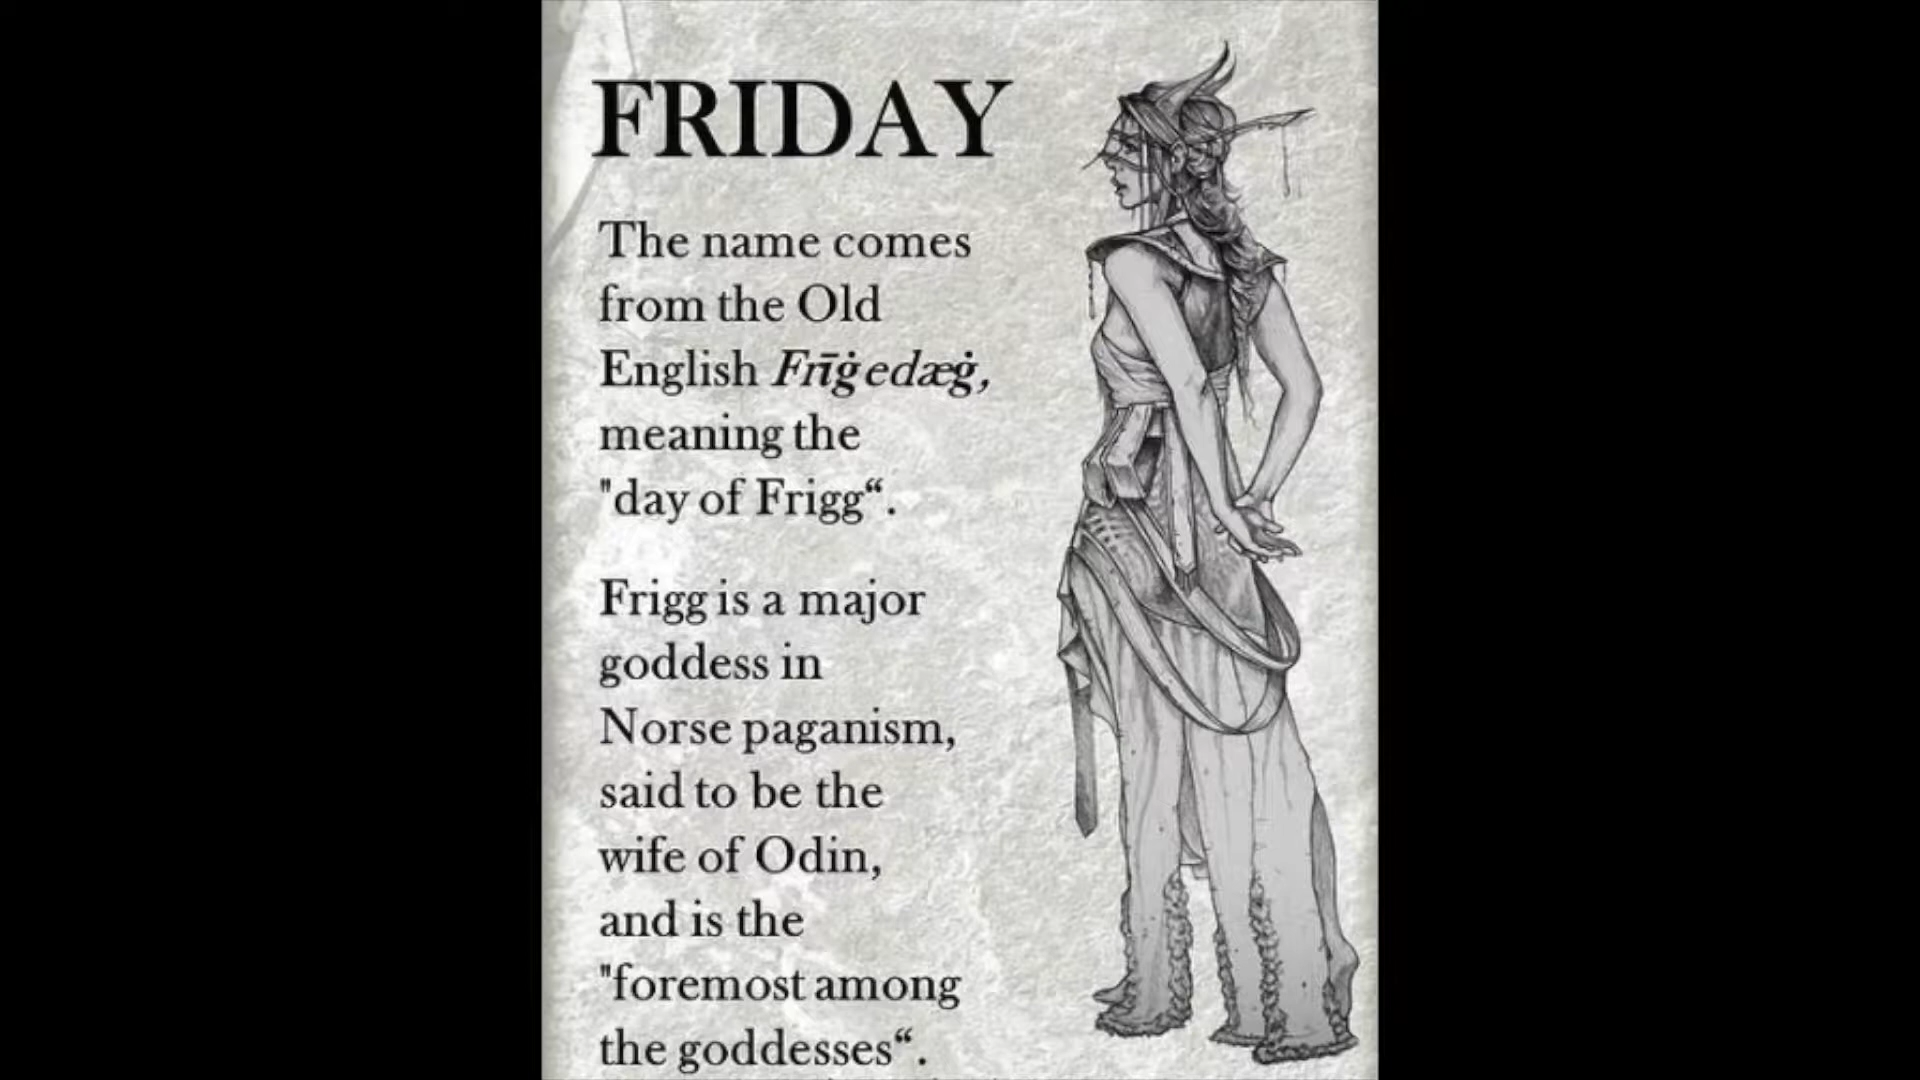 FRIDAY
The name comes
from the Old
English Frīġedæġ,
meaning the
"day of Frigg“.
Frigg is a major
goddess in
Norse paganism,
said to be the
wife of Odin,
and is the
"foremost among
the goddesses“.